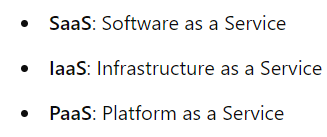 • SaaS: Software as a Service
• IaaS: Infrastructure as a Service
• PaaS: Platform as a Service